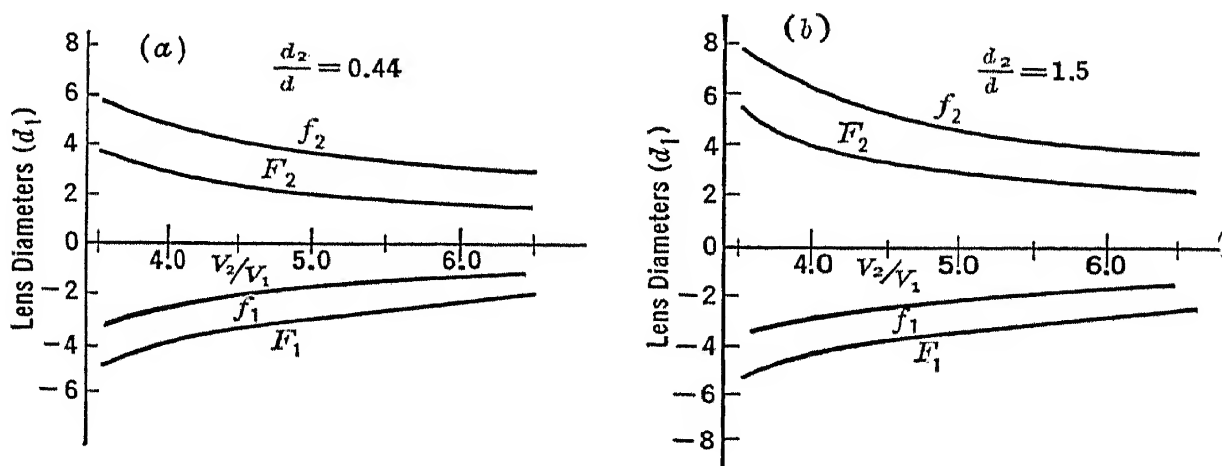 (a)
d₂/d = 0.44
Lens Diameters (d₁)
8
6
4
2
0
−2
−4
−6
f₂
F₂
4.0
V₂/V₁
5.0
6.0
f₁
F₁
(b)
d₂/d = 1.5
Lens Diameters (d₁)
8
6
4
2
0
−2
−4
−6
−8
f₂
F₂
4.0
V₂/V₁
5.0
6.0
f₁
F₁